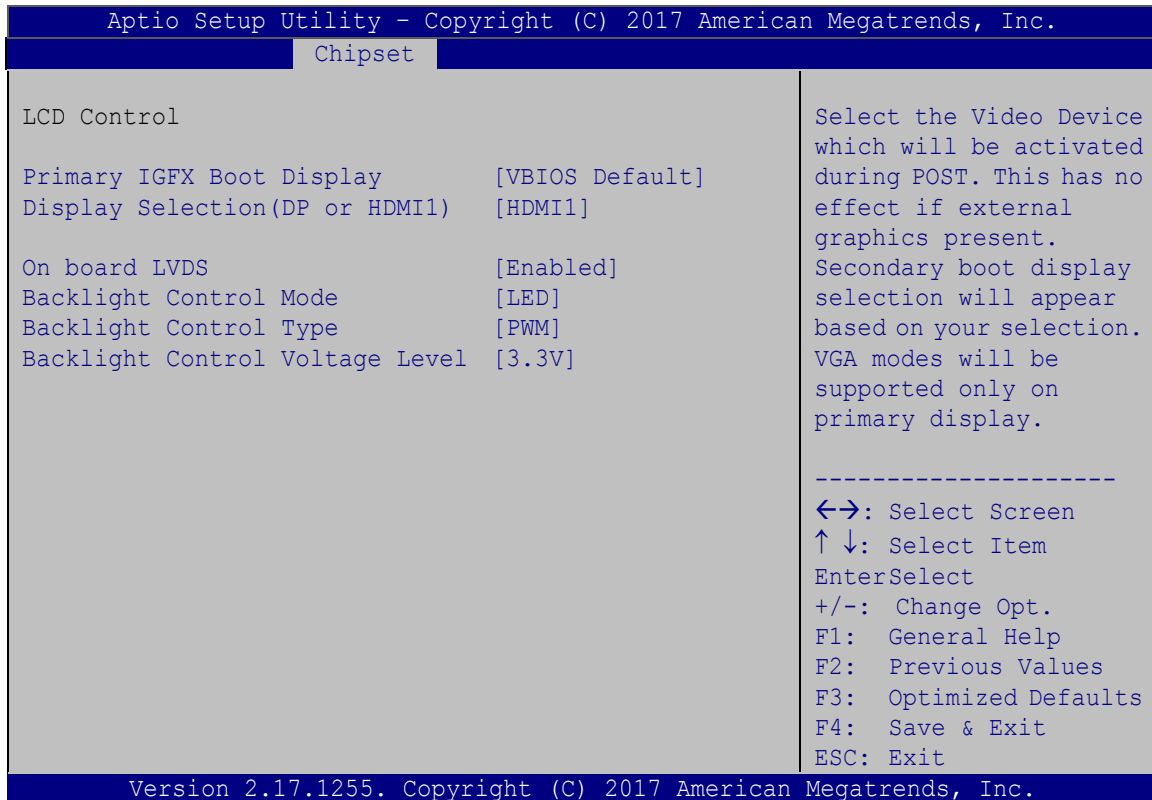 Aptio Setup Utility – Copyright (C) 2017 American Megatrends, Inc.
Chipset
LCD Control
Primary IGFX Boot Display [VBIOS Default]
Display Selection(DP or HDMI1) [HDMI1]
On board LVDS [Enabled]
Backlight Control Mode [LED]
Backlight Control Type [PWM]
Backlight Control Voltage Level [3.3V]
Select the Video Device
which will be activated
during POST. This has no
effect if external
graphics present.
Secondary boot display
selection will appear
based on your selection.
VGA modes will be
supported only on
primary display.
---------------------
←→: Select Screen
↑ ↓: Select Item
EnterSelect
+/-: Change Opt.
F1: General Help
F2: Previous Values
F3: Optimized Defaults
F4: Save & Exit
ESC: Exit
Version 2.17.1255. Copyright (C) 2017 American Megatrends, Inc.